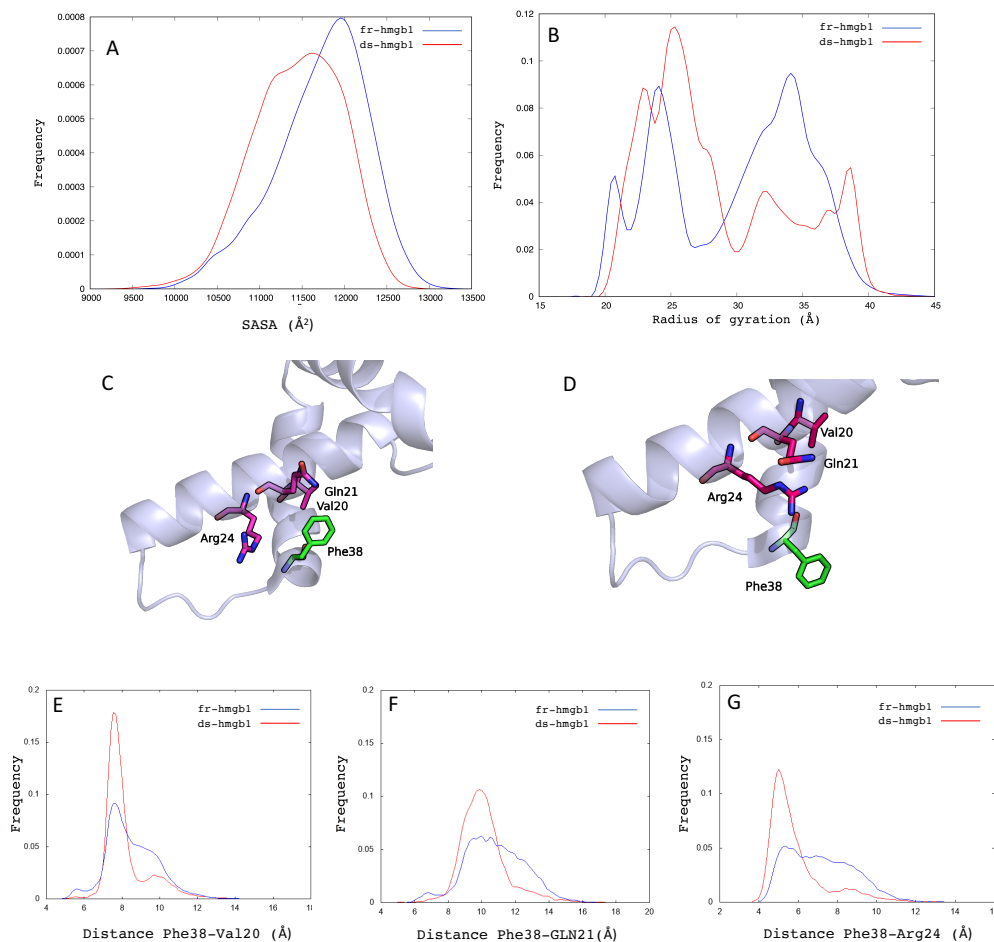 A
fr-hmgb1
ds-hmgb1
Frequency
0.0008
0.0007
0.0006
0.0005
0.0004
0.0003
0.0002
0.0001
0
9000 9500 10000 10500 11000 11500 12000 12500 13000 13500
SASA (Å²)
B
fr-hmgb1
ds-hmgb1
Frequency
0.12
0.1
0.08
0.06
0.04
0.02
0
15 20 25 30 35 40 45
Radius of gyration (Å)
C
Gln21
Val20
Arg24
Phe38
D
Val20
Gln21
Arg24
Phe38
E
fr-hmgb1
ds-hmgb1
Frequency
0.2
0.15
0.1
0.05
0
4 6 8 10 12 14 16 18
Distance Phe38-Val20 (Å)
F
fr-hmgb1
ds-hmgb1
Frequency
0.2
0.15
0.1
0.05
0
4 6 8 10 12 14 16 18 20
Distance Phe38-GLN21(Å)
G
fr-hmgb1
ds-hmgb1
Frequency
0.2
0.15
0.1
0.05
0
2 4 6 8 10 12 14 16
Distance Phe38-Arg24 (Å)